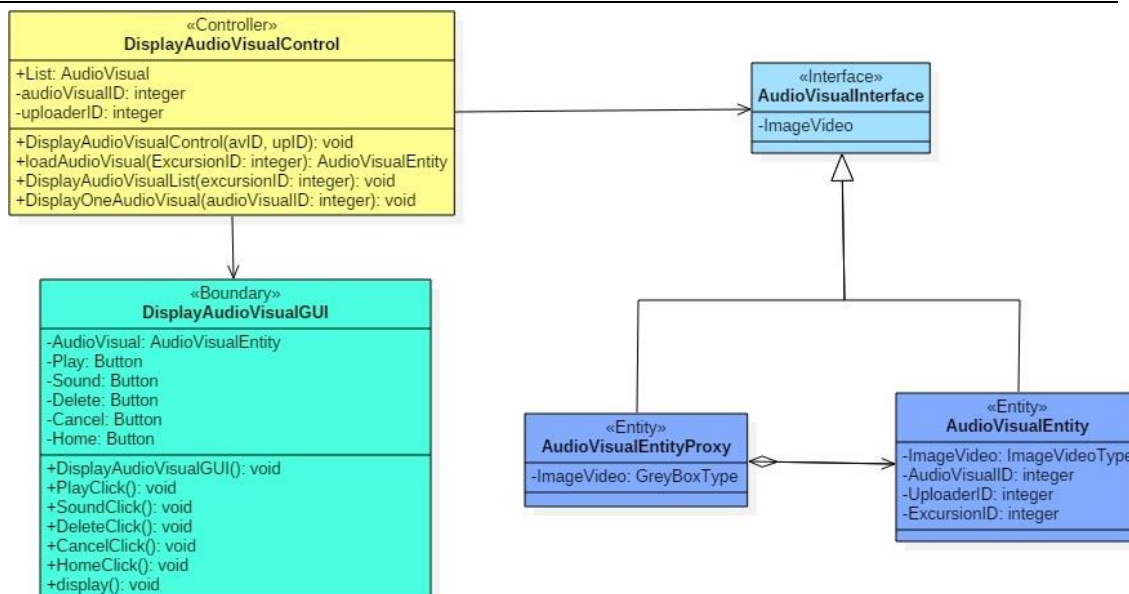 «Controller»
DisplayAudioVisualControl
+List: AudioVisual
-audioVisualID: integer
-uploaderID: integer
+DisplayAudioVisualControl(avID, upID): void
+loadAudioVisual(ExcursionID: integer): AudioVisualEntity
+DisplayAudioVisualList(excursionID: integer): void
+DisplayOneAudioVisual(audioVisualID: integer): void
«Interface»
AudioVisualInterface
-ImageVideo
«Boundary»
DisplayAudioVisualGUI
-AudioVisual: AudioVisualEntity
-Play: Button
-Sound: Button
-Delete: Button
-Cancel: Button
-Home: Button
+DisplayAudioVisualGUI(): void
+PlayClick(): void
+SoundClick(): void
+DeleteClick(): void
+CancelClick(): void
+HomeClick(): void
+display(): void
«Entity»
AudioVisualEntityProxy
-ImageVideo: GreyBoxType
«Entity»
AudioVisualEntity
-ImageVideo: ImageVideoType
-AudioVisualID: integer
-UploaderID: integer
-ExcursionID: integer